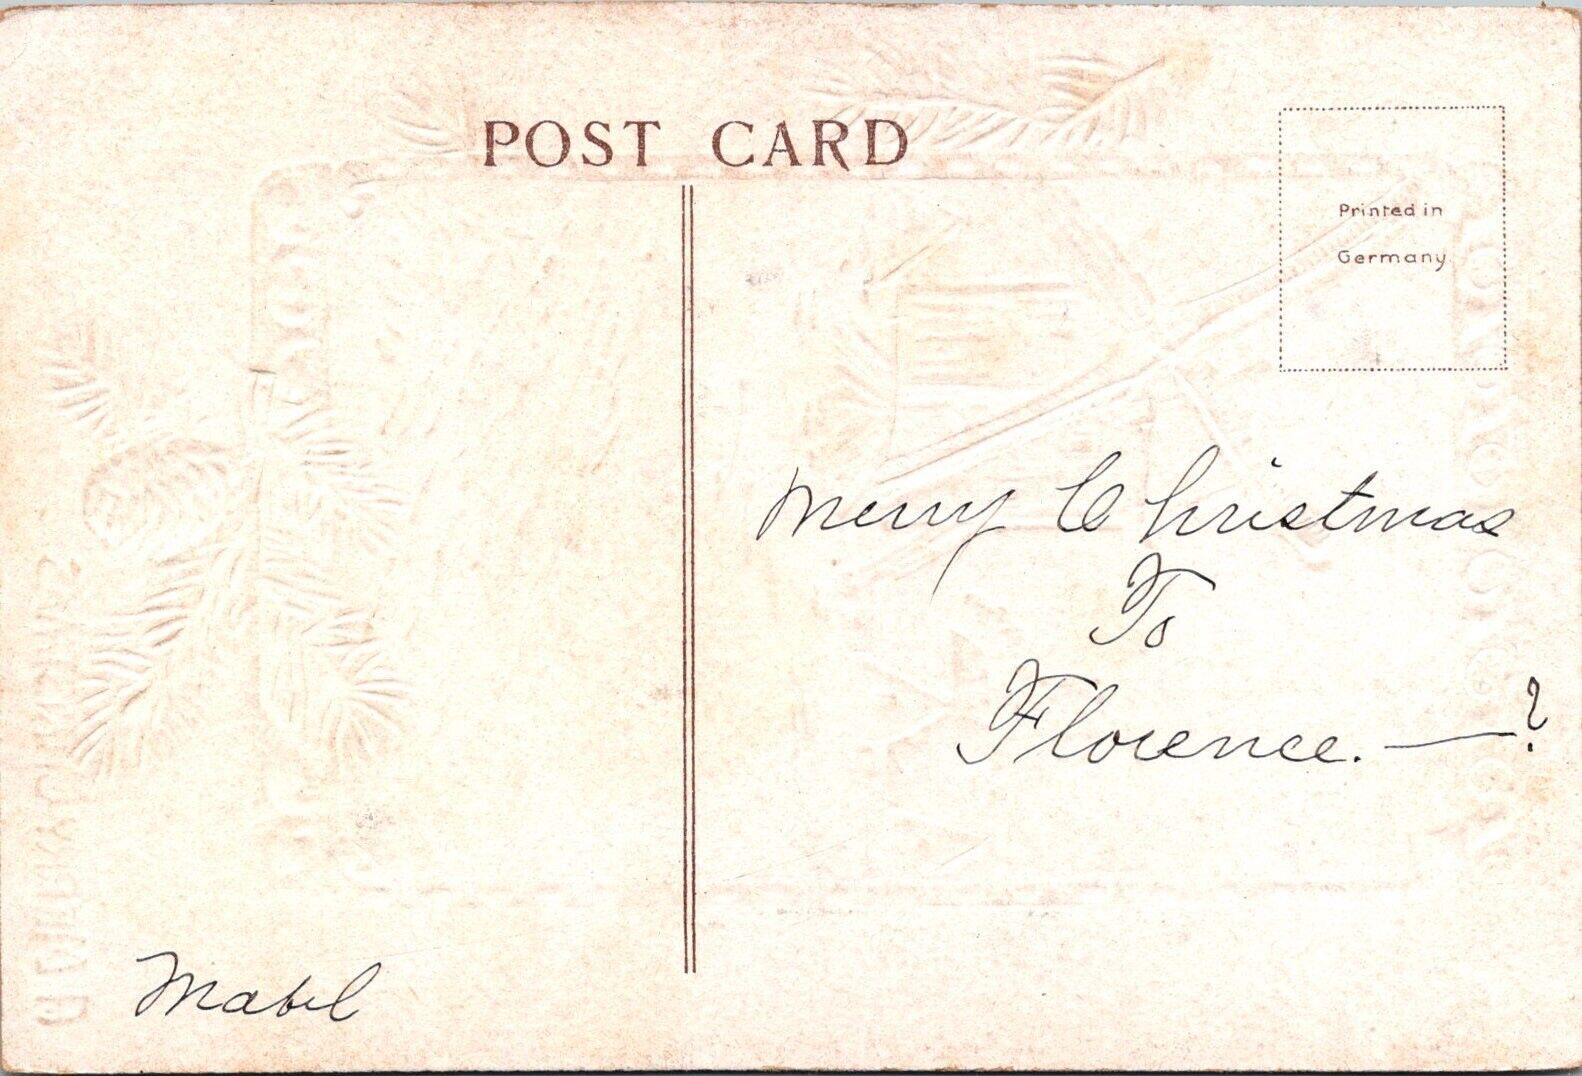 POST CARD
Printed in
Germany
Merry Christmas
To
Florence. —?
Mabel